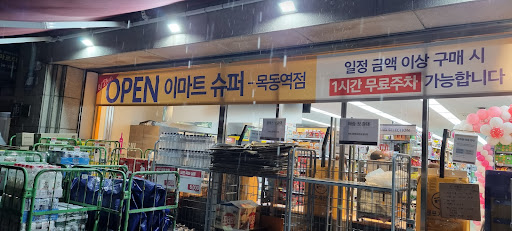 OPEN 이마트 슈퍼 목동역점
일정 금액 이상 구매 시
1시간 무료주차 가능합니다